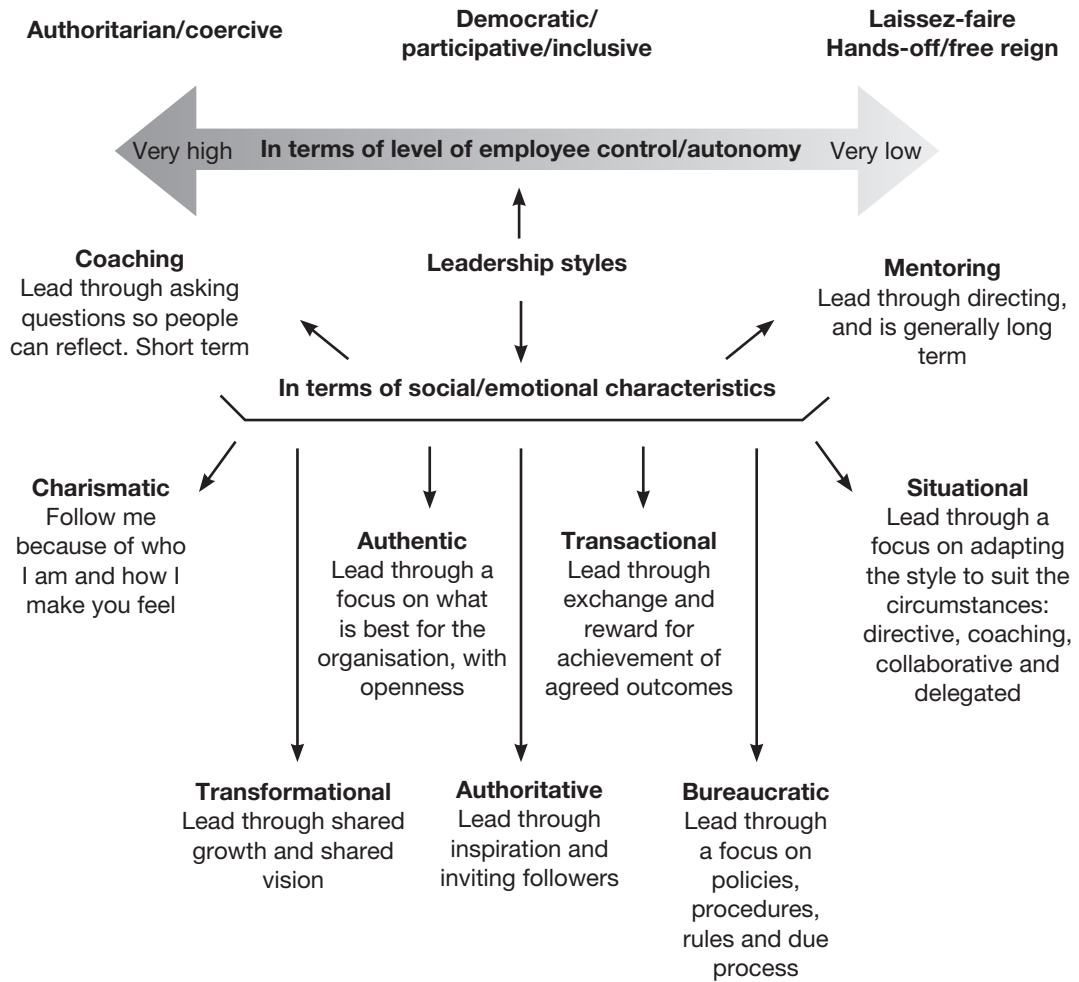 Authoritarian/coercive
Democratic/
participative/inclusive
Laissez-faire
Hands-off/free reign
Very high
In terms of level of employee control/autonomy
Very low
Coaching
Lead through asking
questions so people
can reflect. Short term
Leadership styles
Mentoring
Lead through directing,
and is generally long
term
In terms of social/emotional characteristics
Charismatic
Follow me
because of who
I am and how I
make you feel
Authentic
Lead through a
focus on what
is best for the
organisation, with
openness
Transactional
Lead through
exchange and
reward for
achievement of
agreed outcomes
Situational
Lead through a
focus on adapting
the style to suit the
circumstances:
directive, coaching,
collaborative and
delegated
Transformational
Lead through shared
growth and shared
vision
Authoritative
Lead through
inspiration and
inviting followers
Bureaucratic
Lead through
a focus on
policies,
procedures,
rules and due
process